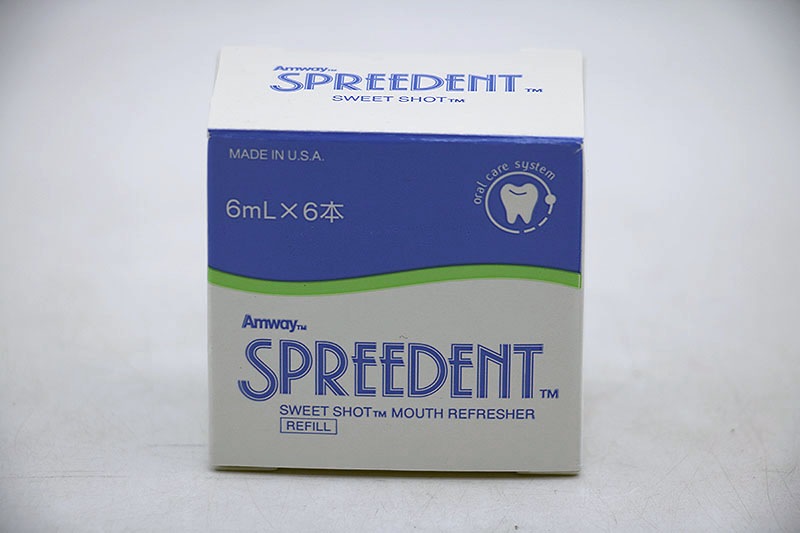 Amway™
SPREEDENT™
SWEET SHOT™
MADE IN U.S.A.
oral care system
6mL×6本
Amway™
SPREEDENT™
SWEET SHOT™ MOUTH REFRESHER
REFILL